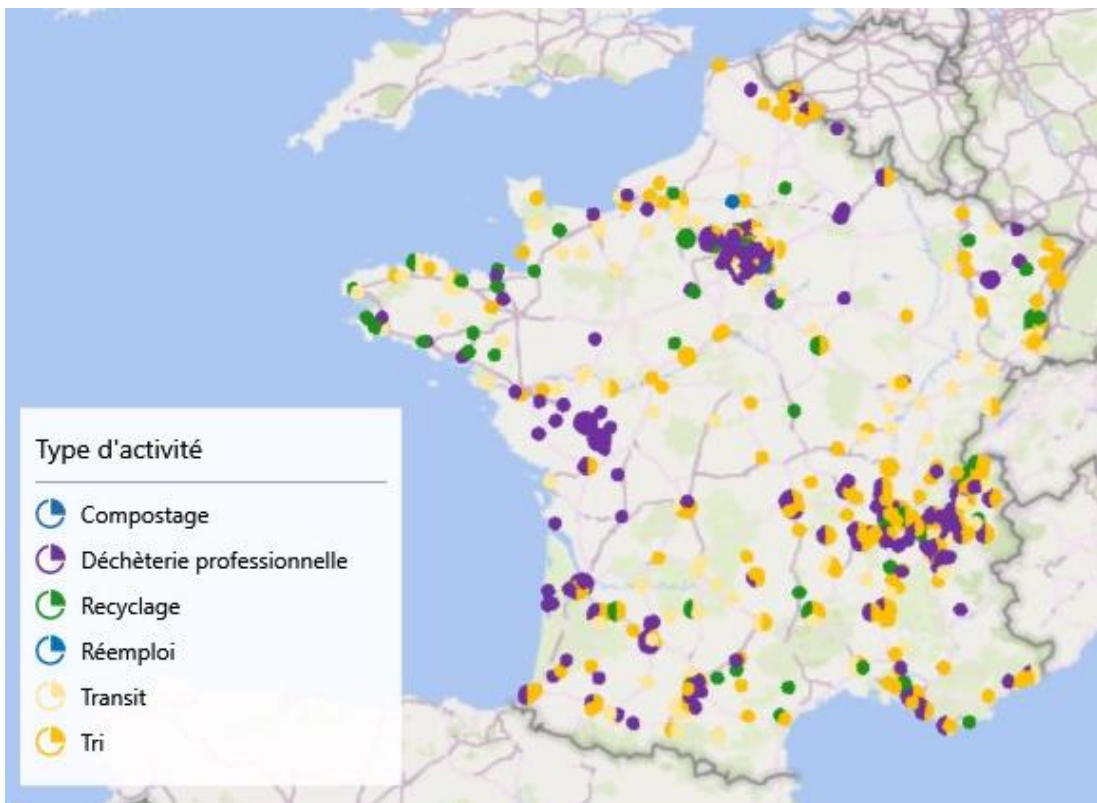 Type d'activité
Compostage
Déchèterie professionnelle
Recyclage
Réemploi
Transit
Tri